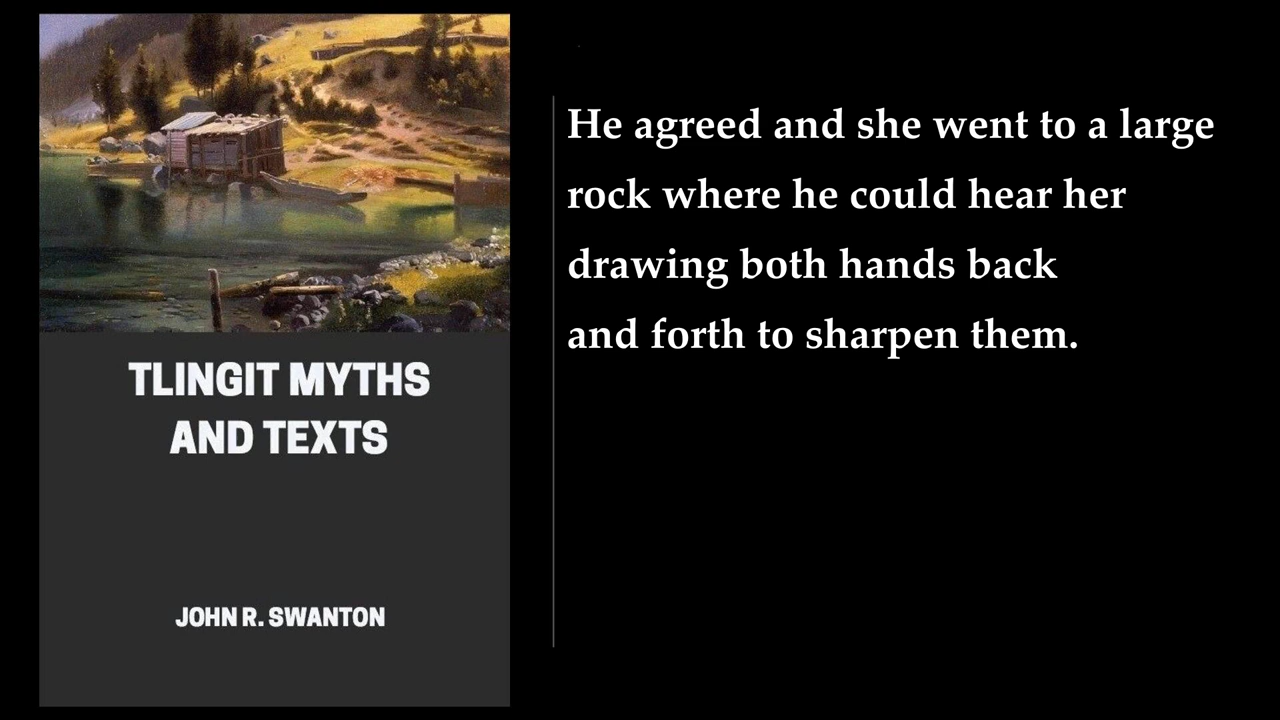 TLINGIT MYTHS
AND TEXTS
JOHN R. SWANTON
He agreed and she went to a large
rock where he could hear her
drawing both hands back
and forth to sharpen them.